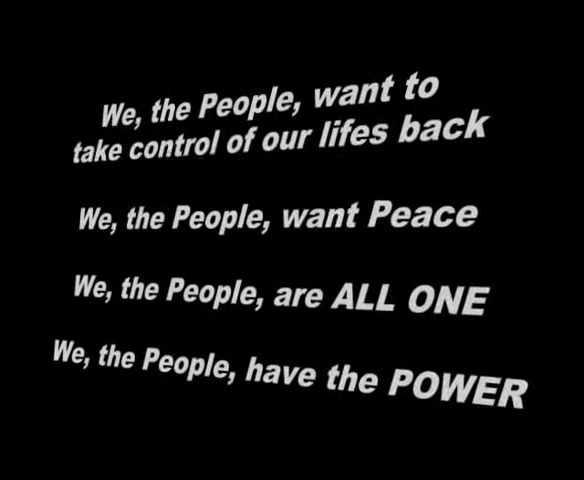 We, the People, want to
take control of our lifes back
We, the People, want Peace
We, the People, are ALL ONE
We, the People, have the POWER